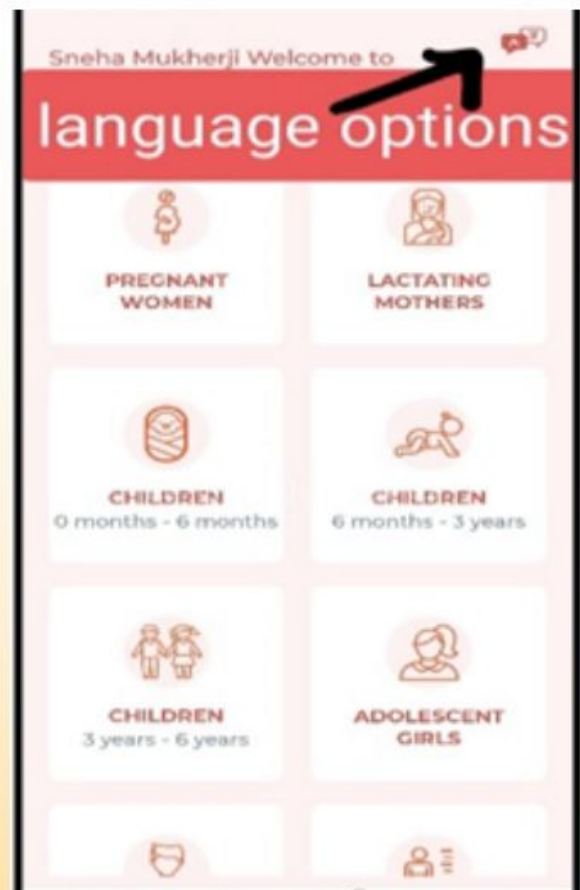 Sneha Mukherji Welcome to
language options
PREGNANT
WOMEN
LACTATING
MOTHERS
CHILDREN
0 months - 6 months
CHILDREN
6 months - 3 years
CHILDREN
3 years - 6 years
ADOLESCENT
GIRLS